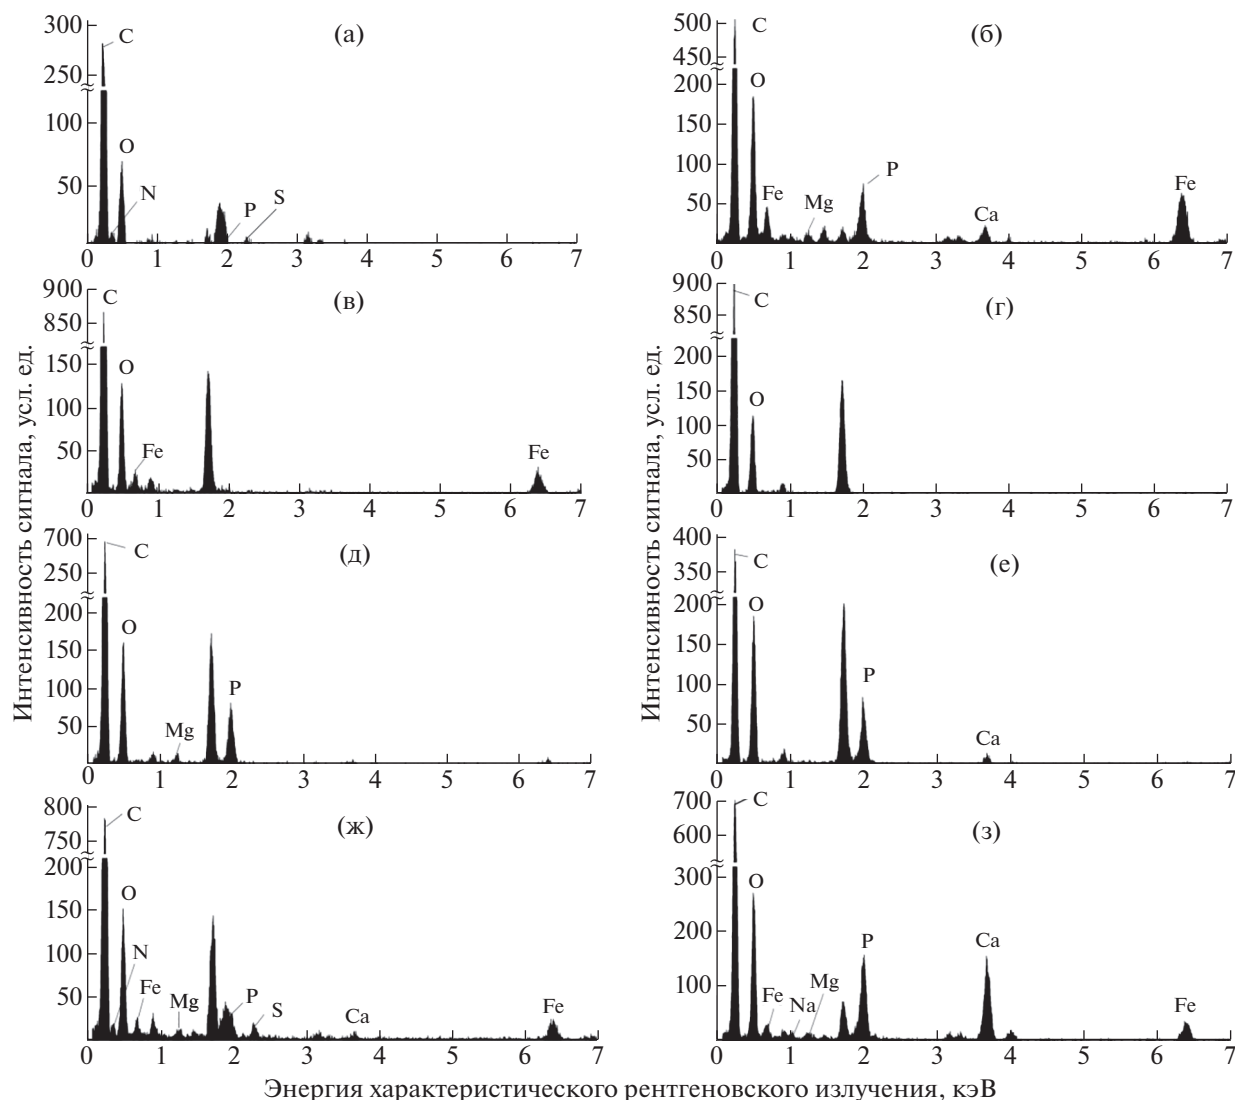 (а)
300
250
100
50
C
O
N
P
S
0 1 2 3 4 5 6 7
(б)
500
450
200
150
100
50
C
O
Fe
Mg
P
Ca
Fe
0 1 2 3 4 5 6 7
(в)
900
850
150
100
50
C
O
Fe
Fe
0 1 2 3 4 5 6 7
(г)
900
850
200
150
100
50
C
O
0 1 2 3 4 5 6 7
(д)
700
250
200
150
100
50
C
O
Mg
P
0 1 2 3 4 5 6 7
(е)
400
350
200
150
100
50
C
O
P
Ca
0 1 2 3 4 5 6 7
(ж)
800
750
200
150
100
50
C
O
N
Fe
Mg
P
S
Ca
Fe
0 1 2 3 4 5 6 7
(з)
700
600
300
200
100
C
O
Fe
Na
Mg
P
Ca
Fe
0 1 2 3 4 5 6 7
Интенсивность сигнала, усл. ед.
Интенсивность сигнала, усл. ед.
Энергия характеристического рентгеновского излучения, кэВ